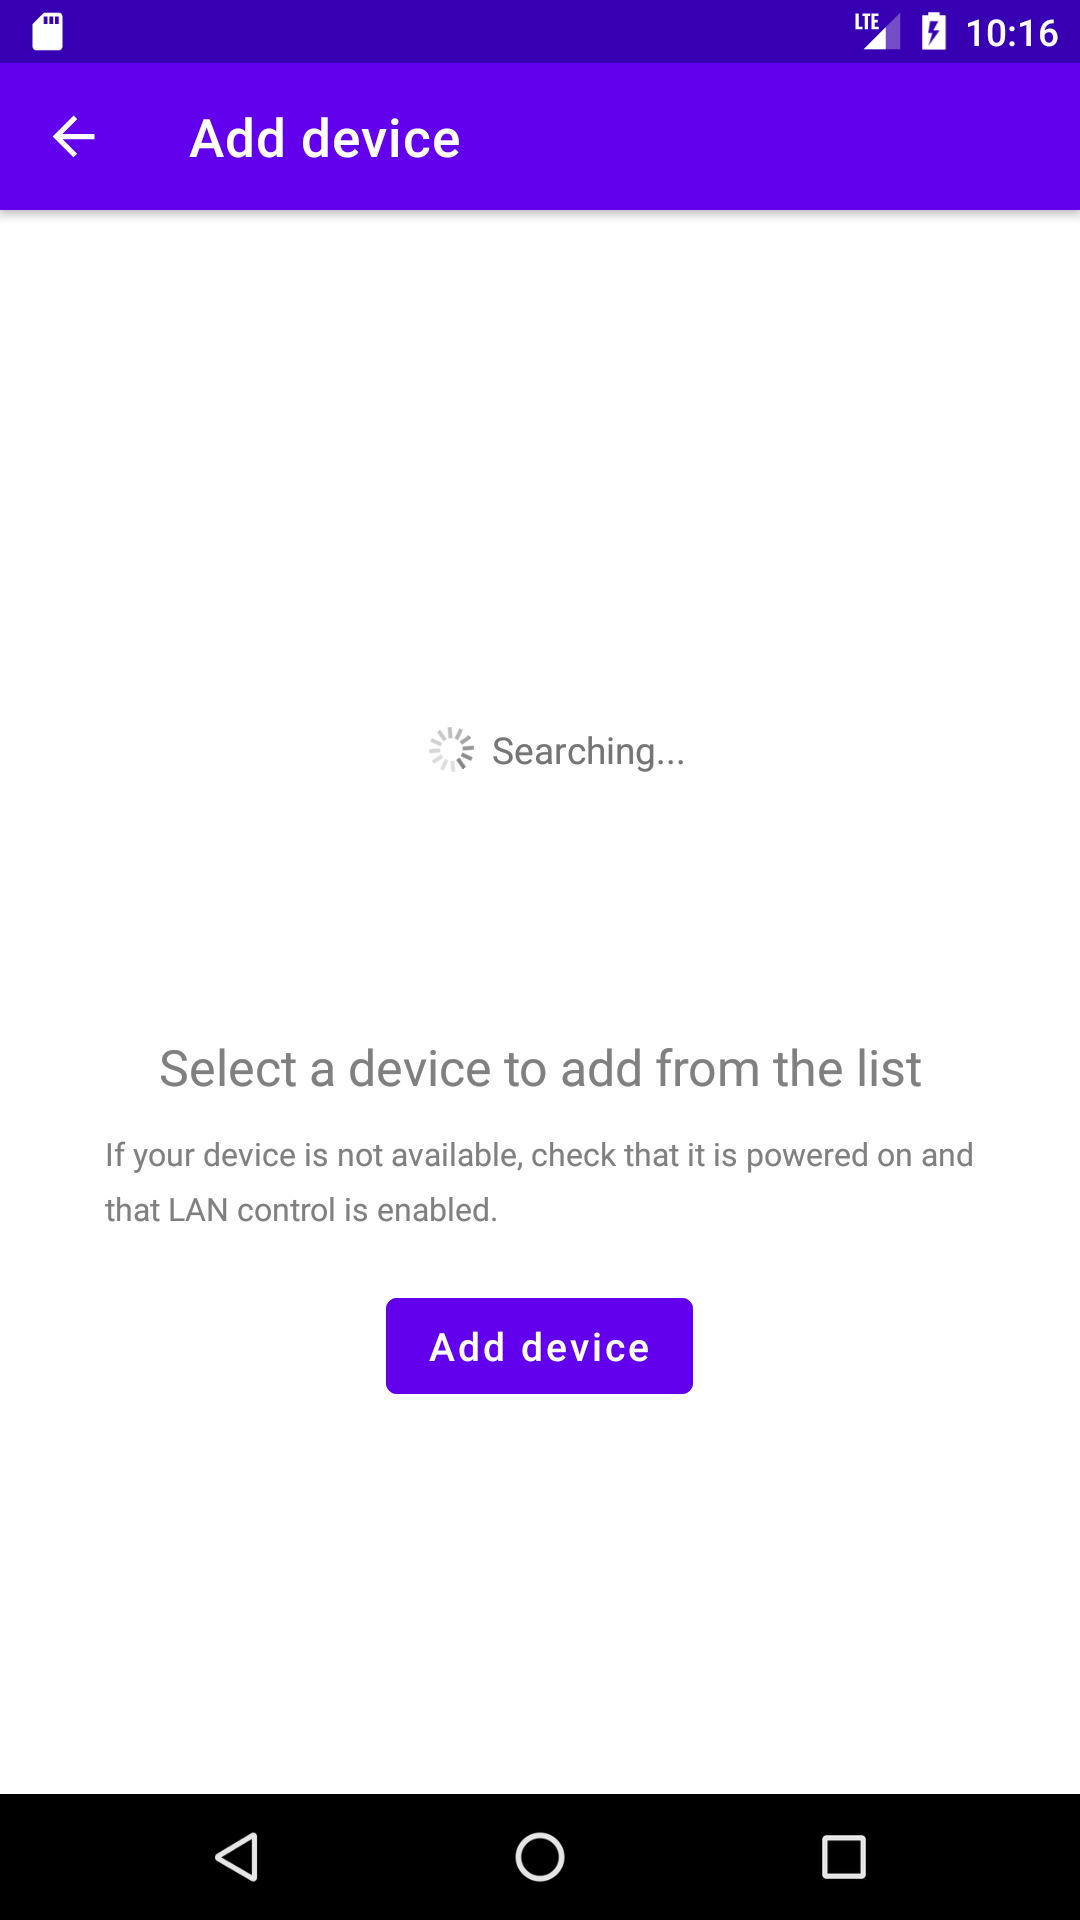 LTE 10:16
Add device
Searching...
Select a device to add from the list
If your device is not available, check that it is powered on and
that LAN control is enabled.
Add device